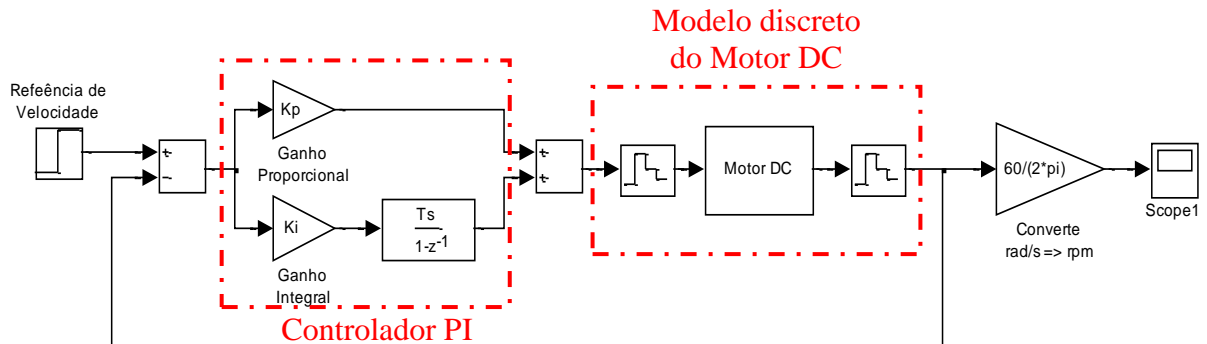 Modelo discreto
do Motor DC
Refeência de
Velocidade
+
−
Kp
Ganho
Proporcional
Ki
Ganho
Integral
Ts
1-z-1
Controlador PI
+
+
Motor DC
60/(2*pi)
Converte
rad/s => rpm
Scope1